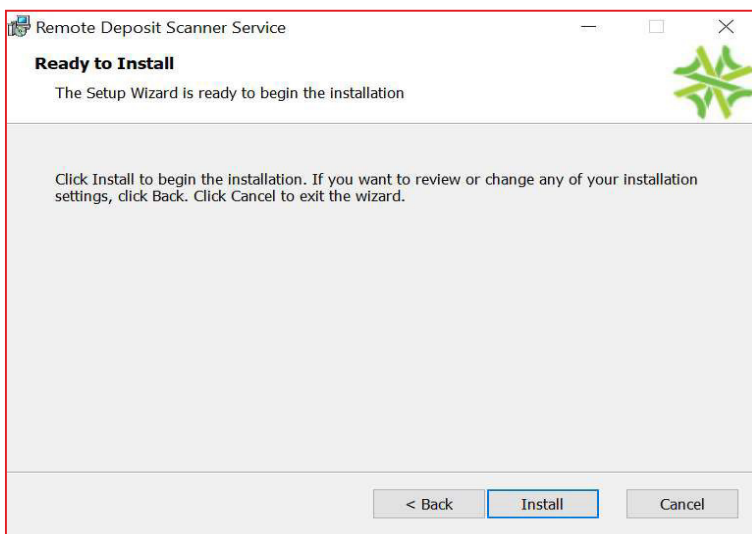 Remote Deposit Scanner Service
Ready to Install
The Setup Wizard is ready to begin the installation
Click Install to begin the installation. If you want to review or change any of your installation
settings, click Back. Click Cancel to exit the wizard.
< Back Install Cancel